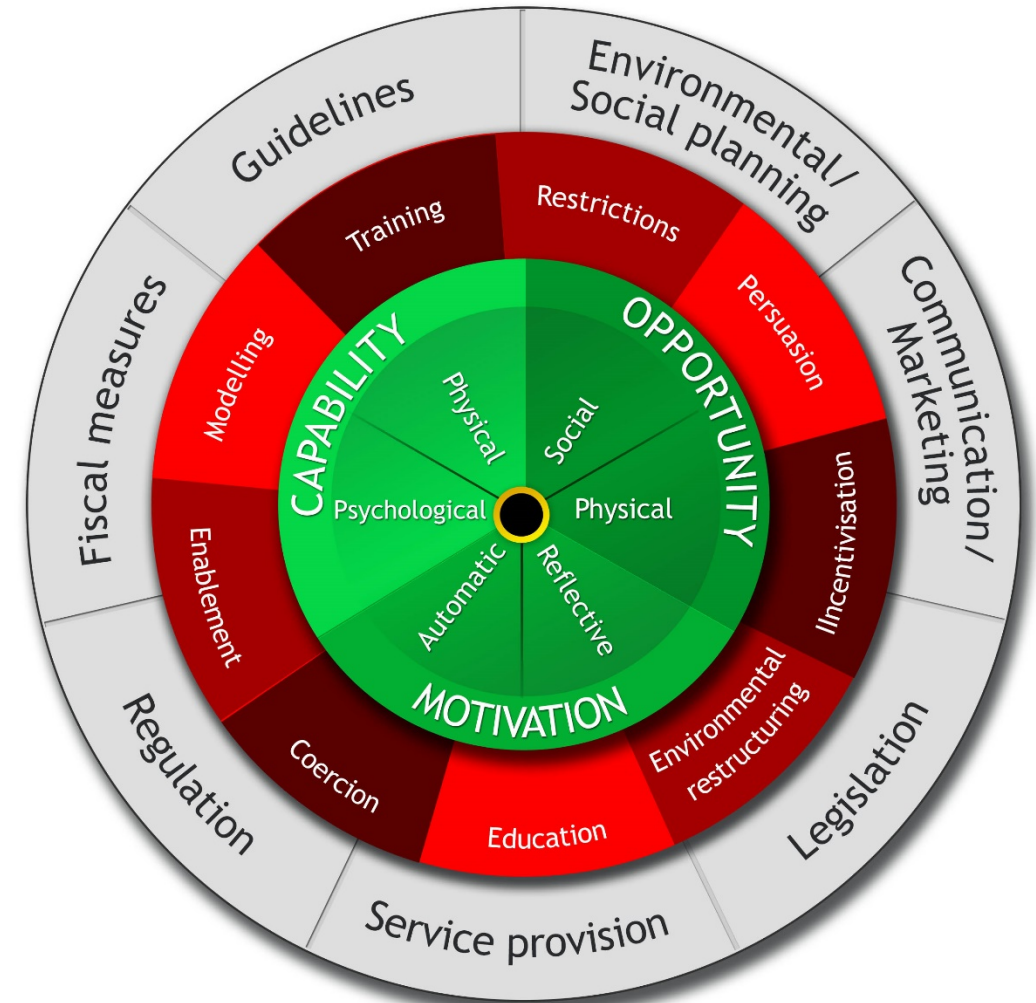 Environmental/
Social planning
Communication/
Marketing
Legislation
Service provision
Regulation
Fiscal measures
Guidelines
Restrictions
Persuasion
IIncentivisation
Environmental
restructuring
Education
Coercion
Enablement
Modelling
Training
OPPORTUNITY
MOTIVATION
CAPABILITY
Social
Physical
Reflective
Automatic
Psychological
Physical